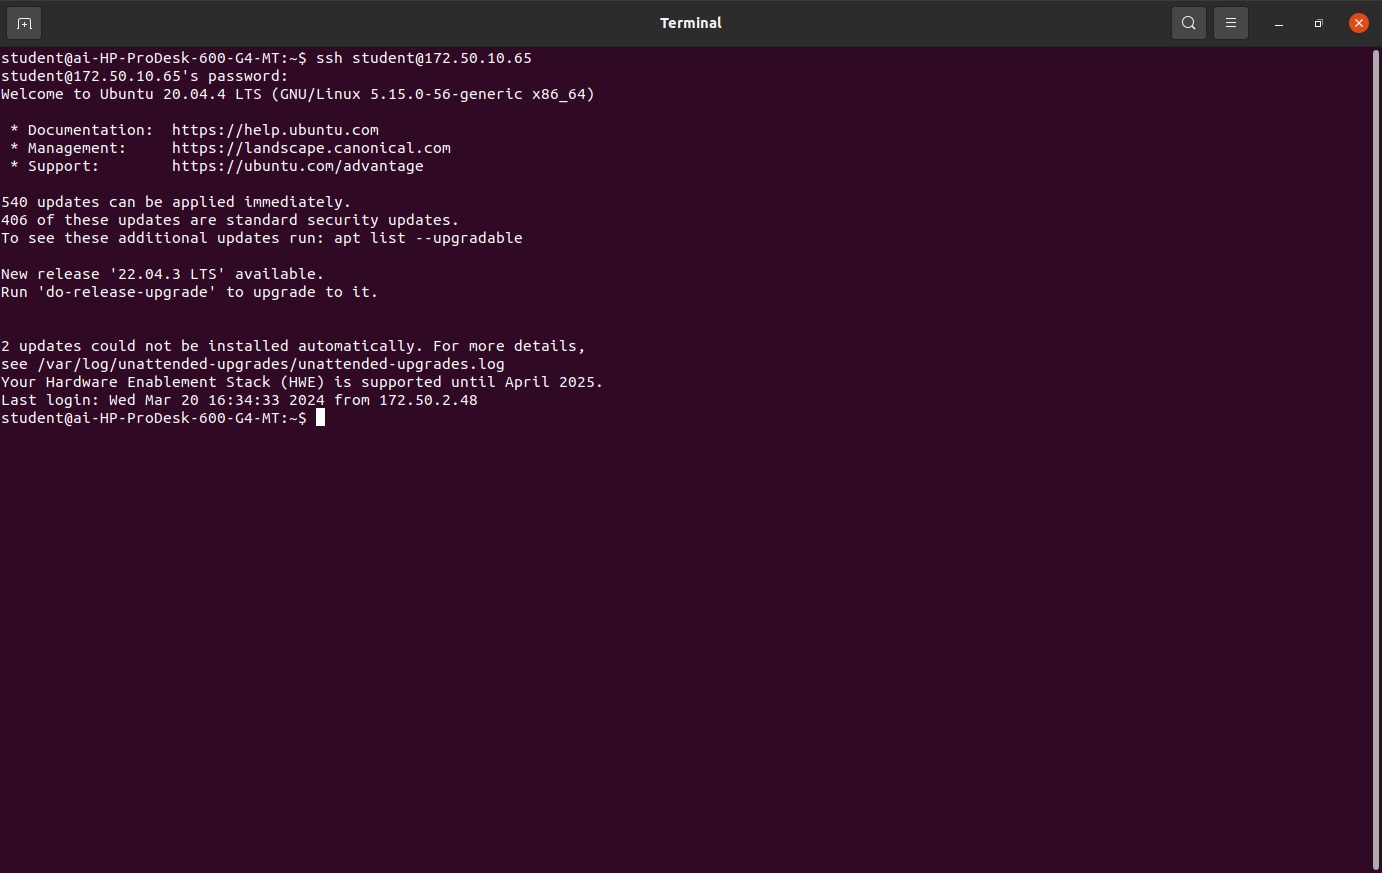 Terminal
student@ai-HP-ProDesk-600-G4-MT:~$ ssh student@172.50.10.65
student@172.50.10.65's password:
Welcome to Ubuntu 20.04.4 LTS (GNU/Linux 5.15.0-56-generic x86_64)
* Documentation:  https://help.ubuntu.com
* Management:     https://landscape.canonical.com
* Support:        https://ubuntu.com/advantage
540 updates can be applied immediately.
406 of these updates are standard security updates.
To see these additional updates run: apt list --upgradable
New release '22.04.3 LTS' available.
Run 'do-release-upgrade' to upgrade to it.
2 updates could not be installed automatically. For more details,
see /var/log/unattended-upgrades/unattended-upgrades.log
Your Hardware Enablement Stack (HWE) is supported until April 2025.
Last login: Wed Mar 20 16:34:33 2024 from 172.50.2.48
student@ai-HP-ProDesk-600-G4-MT:~$